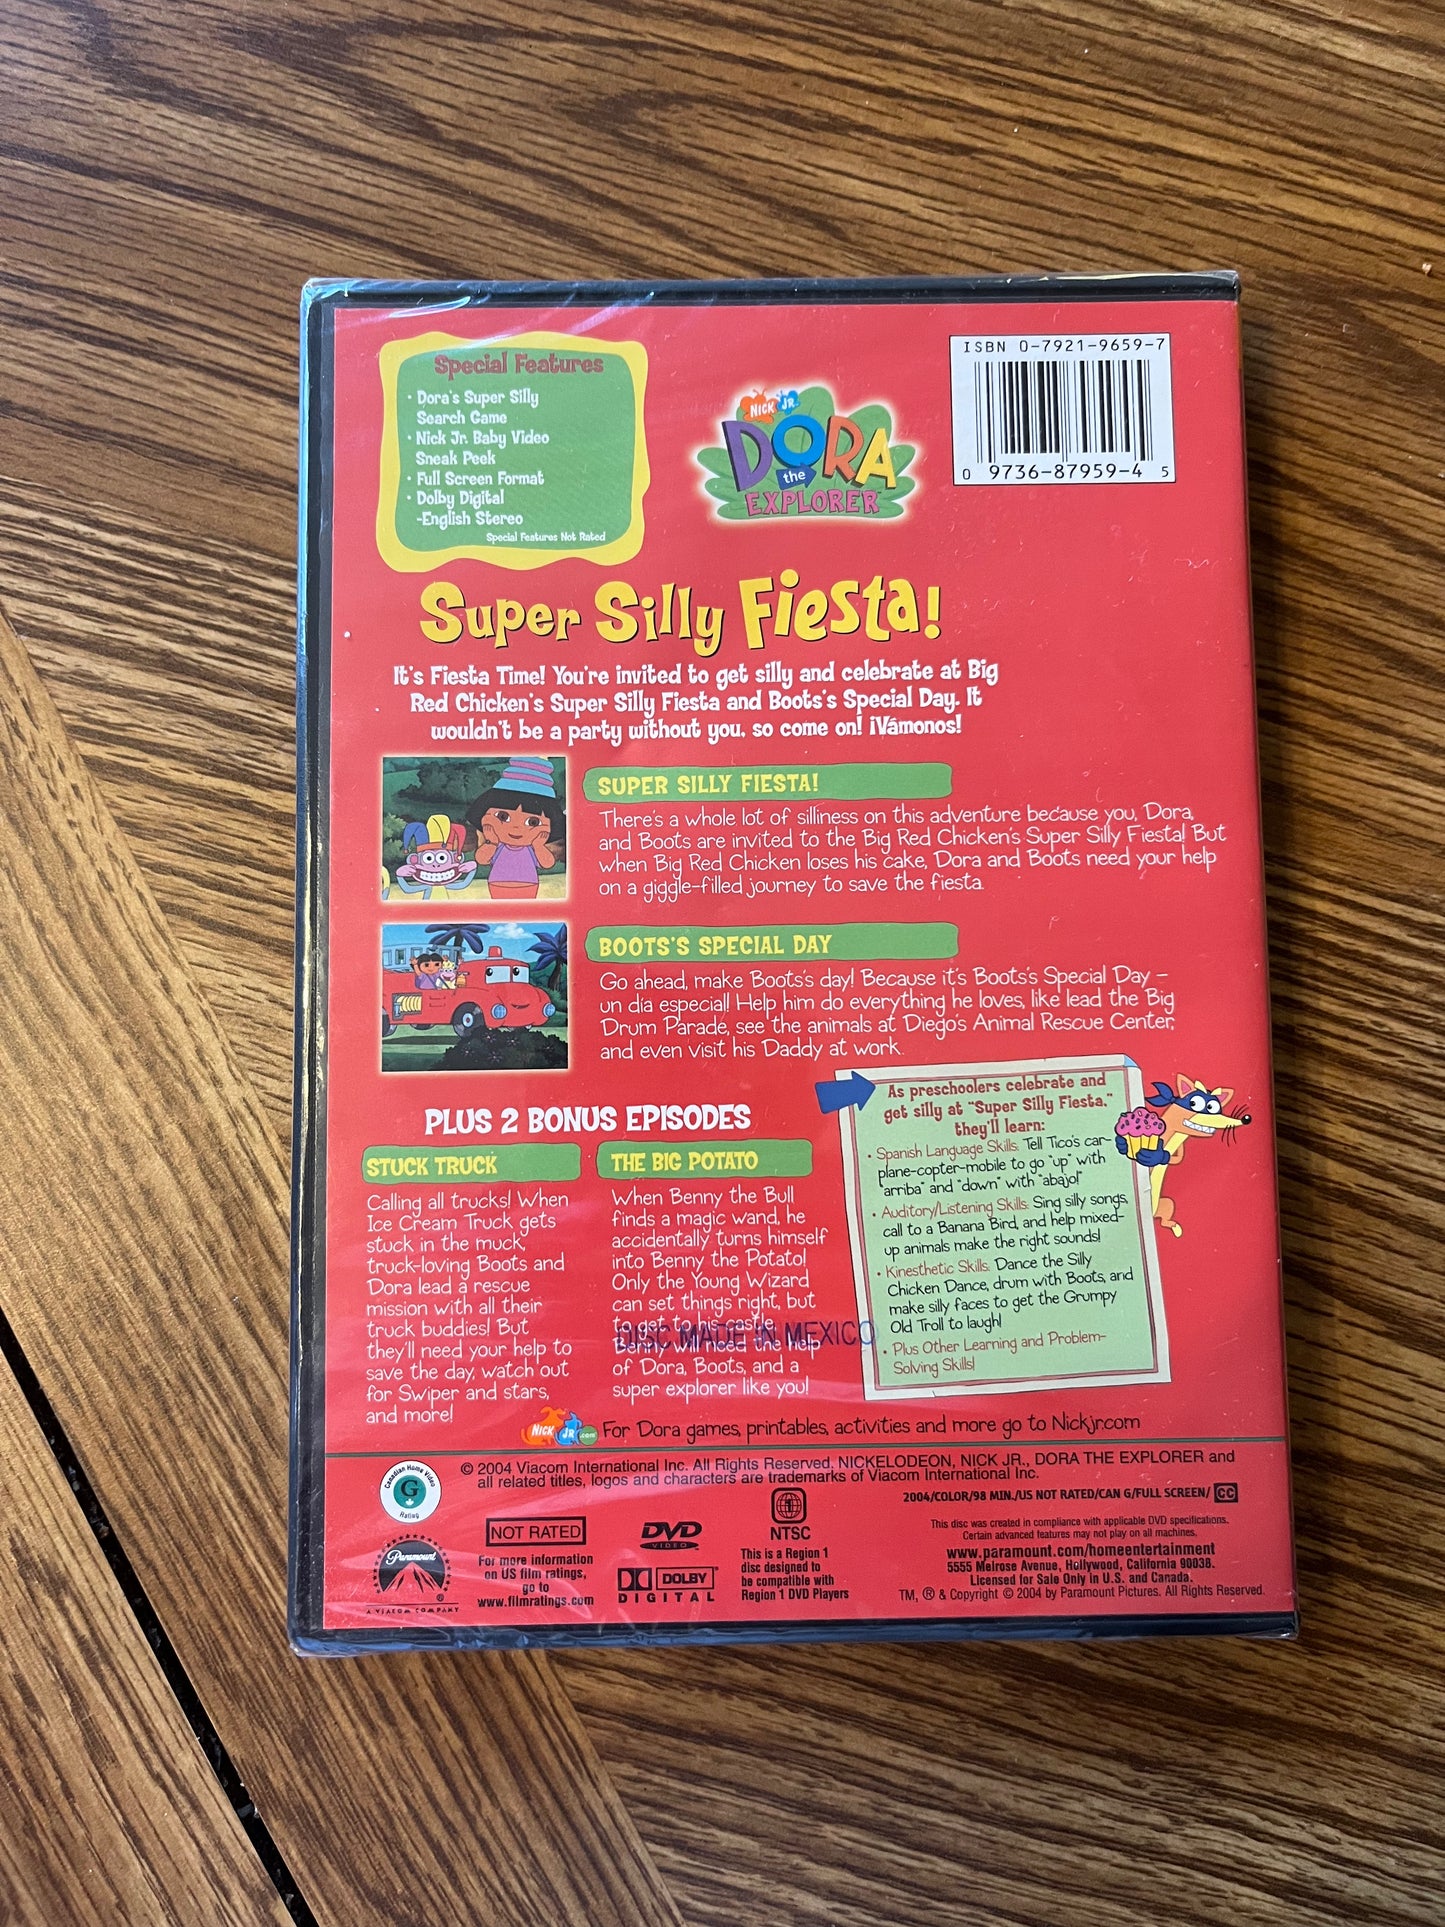 Special Features
• Dora's Super Silly
Search Game
• Nick Jr. Baby Video
Sneak Peek
• Full Screen Format
• Dolby Digital
-English Stereo
Special Features Not Rated
NICK JR.
DORA
the
EXPLORER™
ISBN 0-7921-9659-7
0 9736-87959-4 5
Super Silly Fiesta!
It's Fiesta Time! You're invited to get silly and celebrate at Big
Red Chicken's Super Silly Fiesta and Boots's Special Day. It
wouldn't be a party without you, so come on! ¡Vámonos!
SUPER SILLY FIESTA!
There's a whole lot of silliness on this adventure because you, Dora,
and Boots are invited to the Big Red Chicken's Super Silly Fiesta! But
when Big Red Chicken loses his cake, Dora and Boots need your help
on a giggle-filled journey to save the fiesta.
BOOTS'S SPECIAL DAY
Go ahead, make Boots's day! Because it's Boots's Special Day –
un día especial! Help him do everything he loves, like lead the Big
Drum Parade, see the animals at Diego's Animal Rescue Center,
and even visit his Daddy at work.
PLUS 2 BONUS EPISODES
STUCK TRUCK
Calling all trucks! When
Ice Cream Truck gets
stuck in the muck,
truck-loving Boots and
Dora lead a rescue
mission with all their
truck buddies! But
they'll need your help to
save the day, watch out
for Swiper and stars,
and more!
THE BIG POTATO
When Benny the Bull
finds a magic wand, he
accidentally turns himself
into Benny the Potato!
Only the Young Wizard
can set things right, but
to get to his castle,
Benny will need the help
of Dora, Boots, and a
super explorer like you!
DISC MADE IN MEXICO
As preschoolers celebrate and
get silly at "Super Silly Fiesta,"
they'll learn:
• Spanish Language Skills: Tell Tico's car-
plane-copter-mobile to go "up" with
"arriba" and "down" with "abajo!"
• Auditory/Listening Skills: Sing silly songs,
call to a Banana Bird, and help mixed-
up animals make the right sounds!
• Kinesthetic Skills: Dance the Silly
Chicken Dance, drum with Boots, and
make silly faces to get the Grumpy
Old Troll to laugh!
• Plus Other Learning and Problem-
Solving Skills!
NICK JR.com For Dora games, printables, activities and more go to Nickjr.com
Canadian Home Video
G
Rating
© 2004 Viacom International Inc. All Rights Reserved. NICKELODEON, NICK JR., DORA THE EXPLORER and
all related titles, logos and characters are trademarks of Viacom International Inc.
Paramount
®
A VIACOM COMPANY
NOT RATED
For more information
on US film ratings,
go to
www.filmratings.com
DVD
VIDEO
DOLBY
DIGITAL
NTSC
This is a Region 1
disc designed to
be compatible with
Region 1 DVD Players
2004/COLOR/98 MIN./US NOT RATED/CAN G/FULL SCREEN/ CC
This disc was created in compliance with applicable DVD specifications.
Certain advanced features may not play on all machines.
www.paramount.com/homeentertainment
5555 Melrose Avenue, Hollywood, California 90038.
Licensed for Sale Only in U.S. and Canada.
TM, ® & Copyright © 2004 by Paramount Pictures. All Rights Reserved.